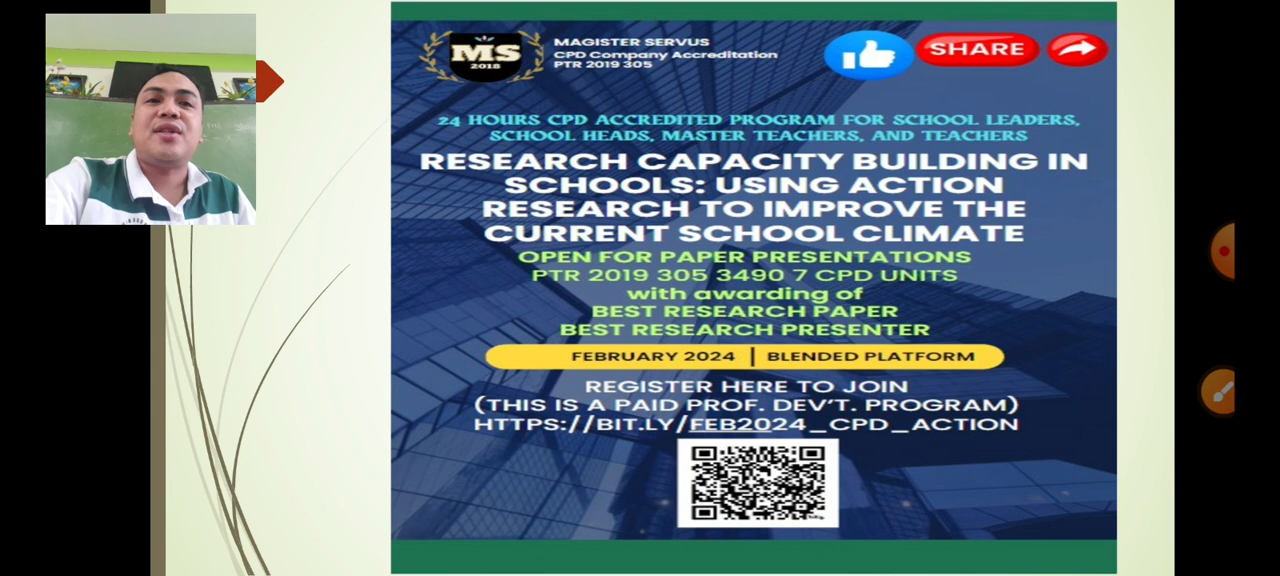 MS
2018
MAGISTER SERVUS
CPD Company Accreditation
PTR 2019 305
SHARE
24 HOURS CPD ACCREDITED PROGRAM FOR SCHOOL LEADERS,
SCHOOL HEADS, MASTER TEACHERS, AND TEACHERS
RESEARCH CAPACITY BUILDING IN
SCHOOLS: USING ACTION
RESEARCH TO IMPROVE THE
CURRENT SCHOOL CLIMATE
OPEN FOR PAPER PRESENTATIONS
PTR 2019 305 3490 7 CPD UNITS
with awarding of
BEST RESEARCH PAPER
BEST RESEARCH PRESENTER
FEBRUARY 2024 | BLENDED PLATFORM
REGISTER HERE TO JOIN
(THIS IS A PAID PROF. DEV'T. PROGRAM)
HTTPS://BIT.LY/FEB2024_CPD_ACTION